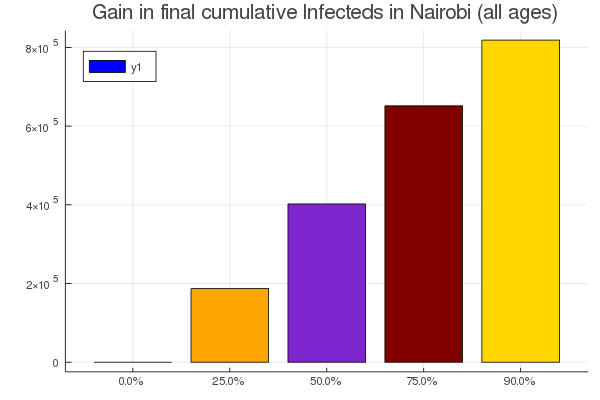 Gain in final cumulative Infecteds in Nairobi (all ages)
8×10 5
y1
6×10 5
4×10 5
2×10 5
0
0.0% 25.0% 50.0% 75.0% 90.0%